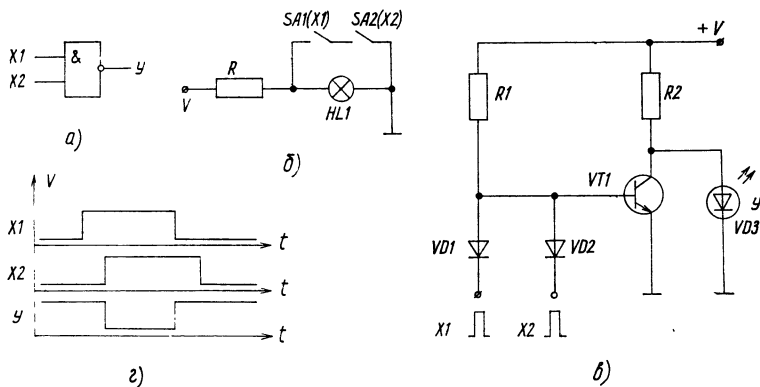 X1
X2
&
y
а)
SA1(X1)
SA2(X2)
R
V
HL1
б)
+V
R1
R2
VT1
VD1
VD2
y
VD3
X1
X2
в)
V
X1
t
X2
t
y
t
г)